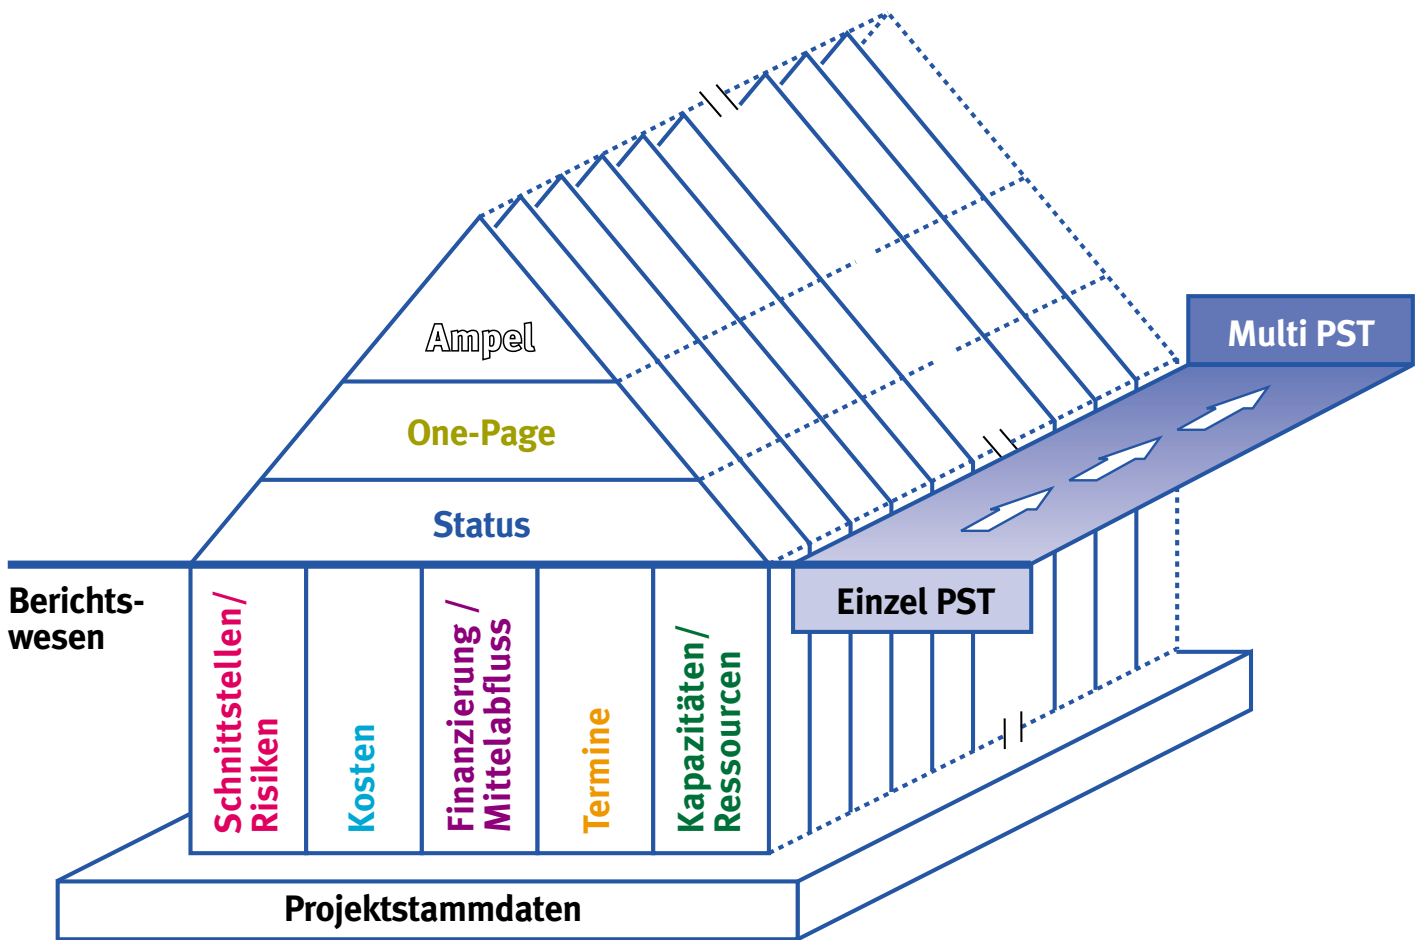 Ampel
One-Page
Status
Multi PST
Einzel PST
Berichts-
wesen
Schnittstellen/
Risiken
Kosten
Finanzierung /
Mittelabfluss
Termine
Kapazitäten/
Ressourcen
Projektstammdaten